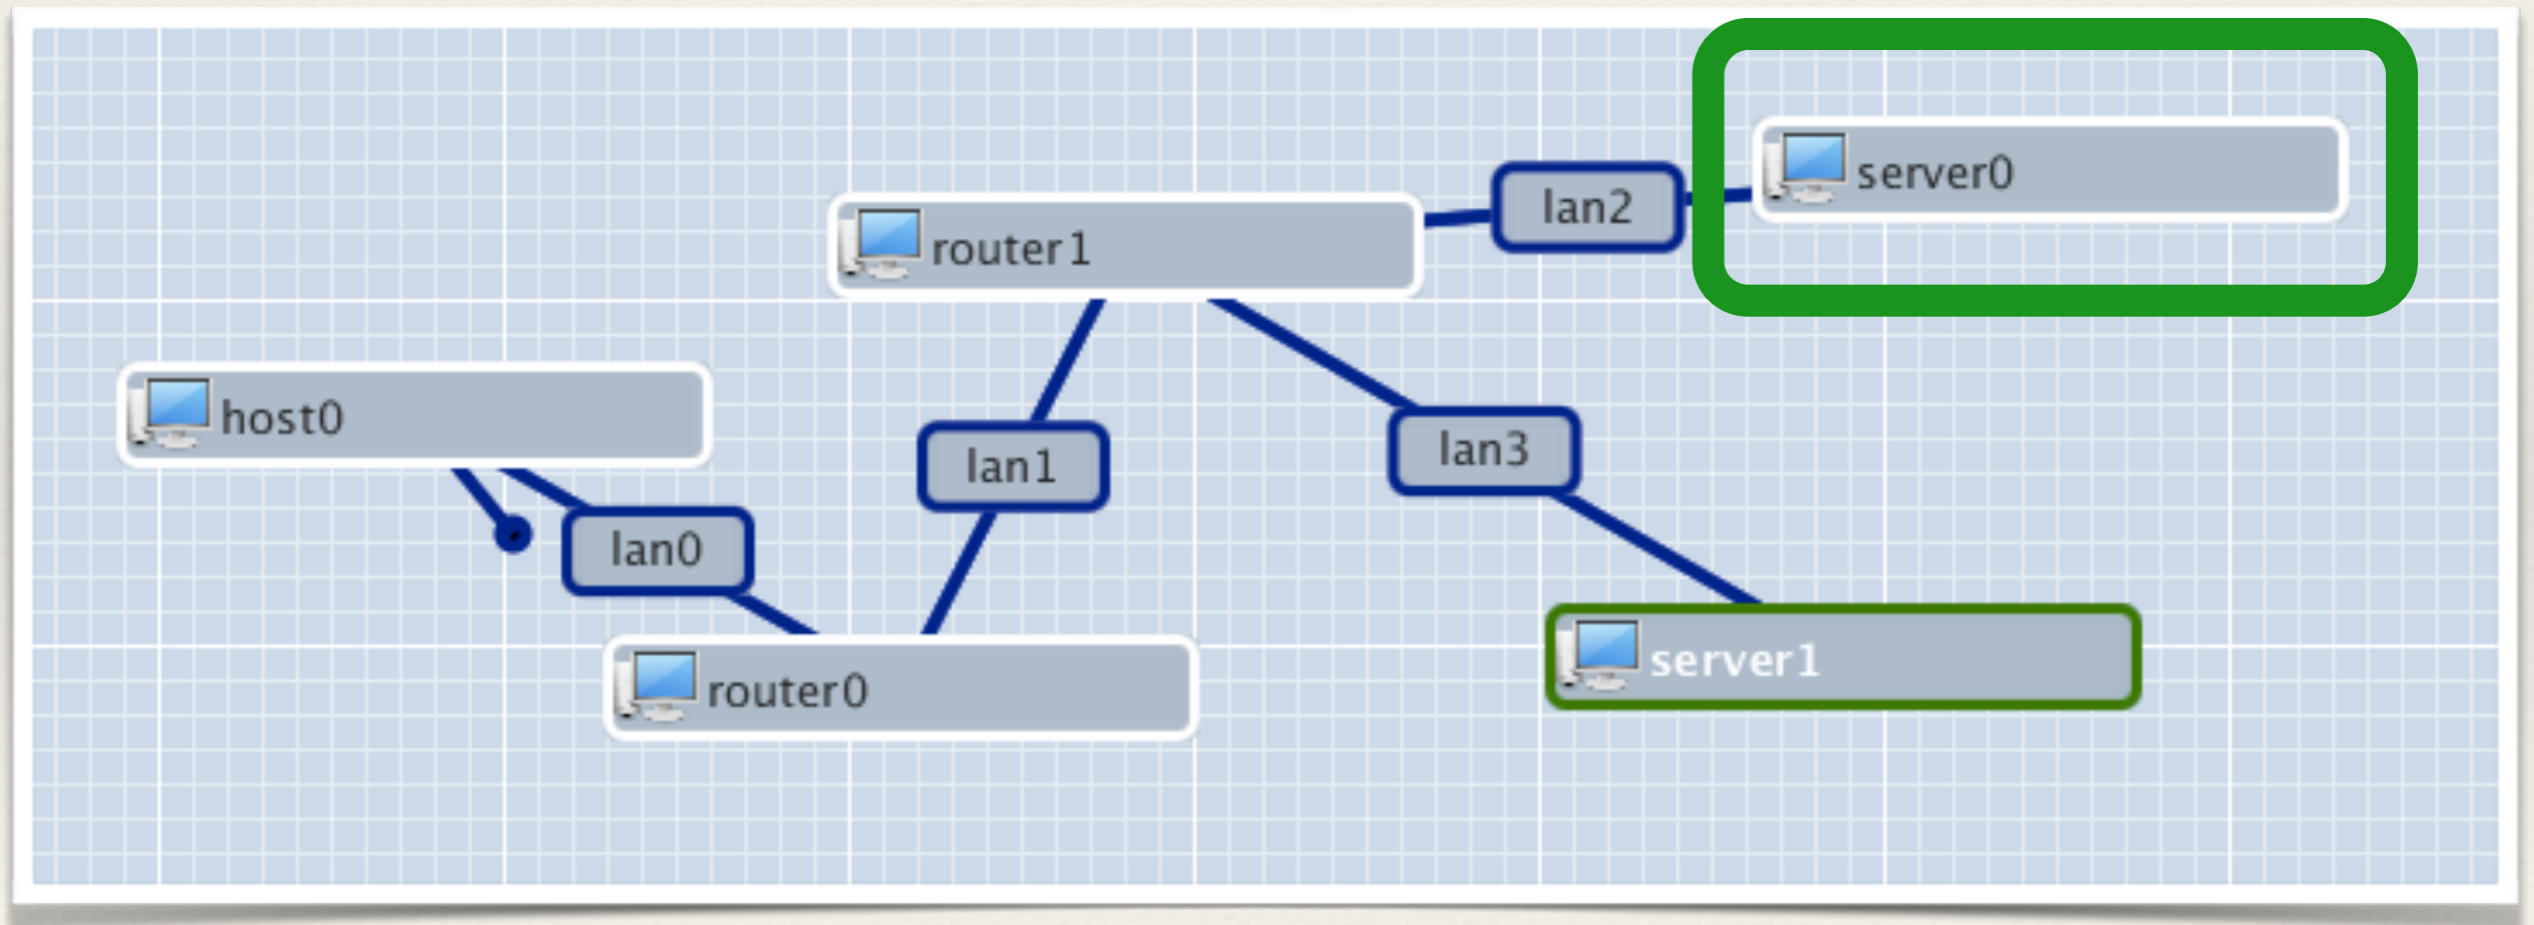 server0
lan2
router1
host0
lan3
lan1
lan0
server1
router0